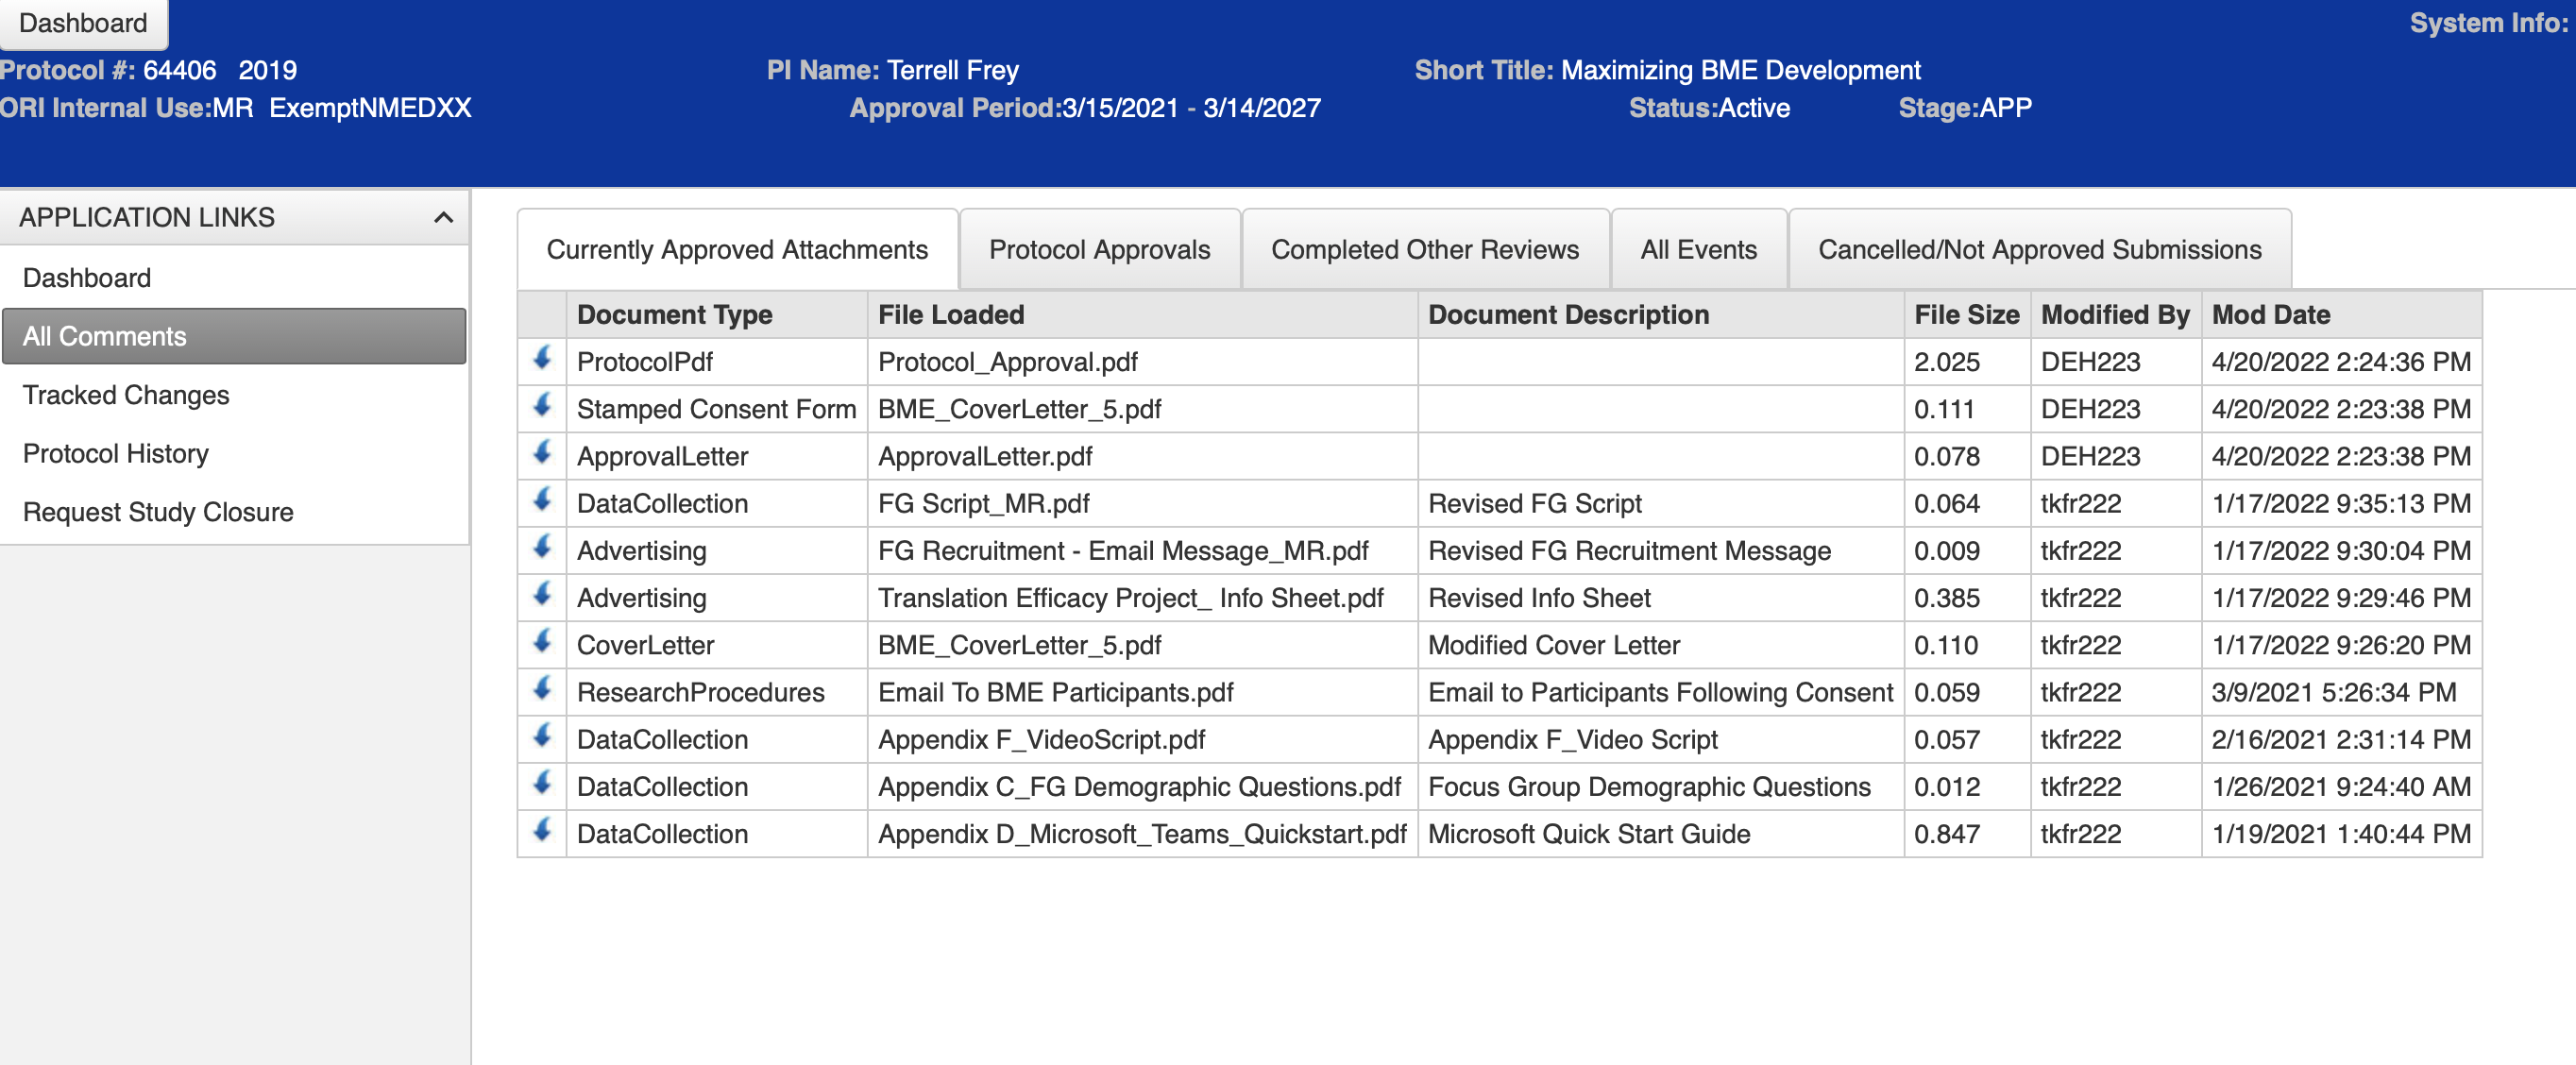 Dashboard
System Info:
Protocol #: 64406 2019 PI Name: Terrell Frey Short Title: Maximizing BME Development
ORI Internal Use:MR ExemptNMEDXX Approval Period:3/15/2021 - 3/14/2027 Status:Active Stage:APP
APPLICATION LINKS
Dashboard
All Comments
Tracked Changes
Protocol History
Request Study Closure
Currently Approved Attachments Protocol Approvals Completed Other Reviews All Events Cancelled/Not Approved Submissions
Document Type File Loaded Document Description File Size Modified By Mod Date
ProtocolPdf Protocol_Approval.pdf 2.025 DEH223 4/20/2022 2:24:36 PM
Stamped Consent Form BME_CoverLetter_5.pdf 0.111 DEH223 4/20/2022 2:23:38 PM
ApprovalLetter ApprovalLetter.pdf 0.078 DEH223 4/20/2022 2:23:38 PM
DataCollection FG Script_MR.pdf Revised FG Script 0.064 tkfr222 1/17/2022 9:35:13 PM
Advertising FG Recruitment - Email Message_MR.pdf Revised FG Recruitment Message 0.009 tkfr222 1/17/2022 9:30:04 PM
Advertising Translation Efficacy Project_ Info Sheet.pdf Revised Info Sheet 0.385 tkfr222 1/17/2022 9:29:46 PM
CoverLetter BME_CoverLetter_5.pdf Modified Cover Letter 0.110 tkfr222 1/17/2022 9:26:20 PM
ResearchProcedures Email To BME Participants.pdf Email to Participants Following Consent 0.059 tkfr222 3/9/2021 5:26:34 PM
DataCollection Appendix F_VideoScript.pdf Appendix F_Video Script 0.057 tkfr222 2/16/2021 2:31:14 PM
DataCollection Appendix C_FG Demographic Questions.pdf Focus Group Demographic Questions 0.012 tkfr222 1/26/2021 9:24:40 AM
DataCollection Appendix D_Microsoft_Teams_Quickstart.pdf Microsoft Quick Start Guide 0.847 tkfr222 1/19/2021 1:40:44 PM